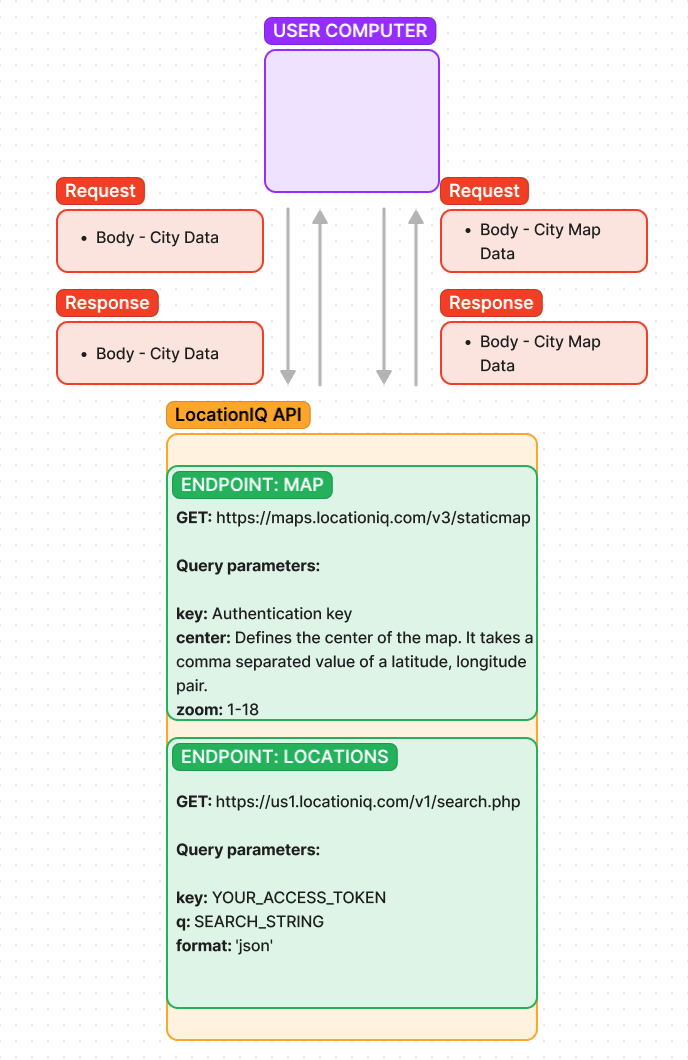 USER COMPUTER
Request
• Body - City Data
Response
• Body - City Data
Request
• Body - City Map
Data
Response
• Body - City Map
Data
LocationIQ API
ENDPOINT: MAP
GET: https://maps.locationiq.com/v3/staticmap
Query parameters:
key: Authentication key
center: Defines the center of the map. It takes a
comma separated value of a latitude, longitude
pair.
zoom: 1-18
ENDPOINT: LOCATIONS
GET: https://us1.locationiq.com/v1/search.php
Query parameters:
key: YOUR_ACCESS_TOKEN
q: SEARCH_STRING
format: 'json'